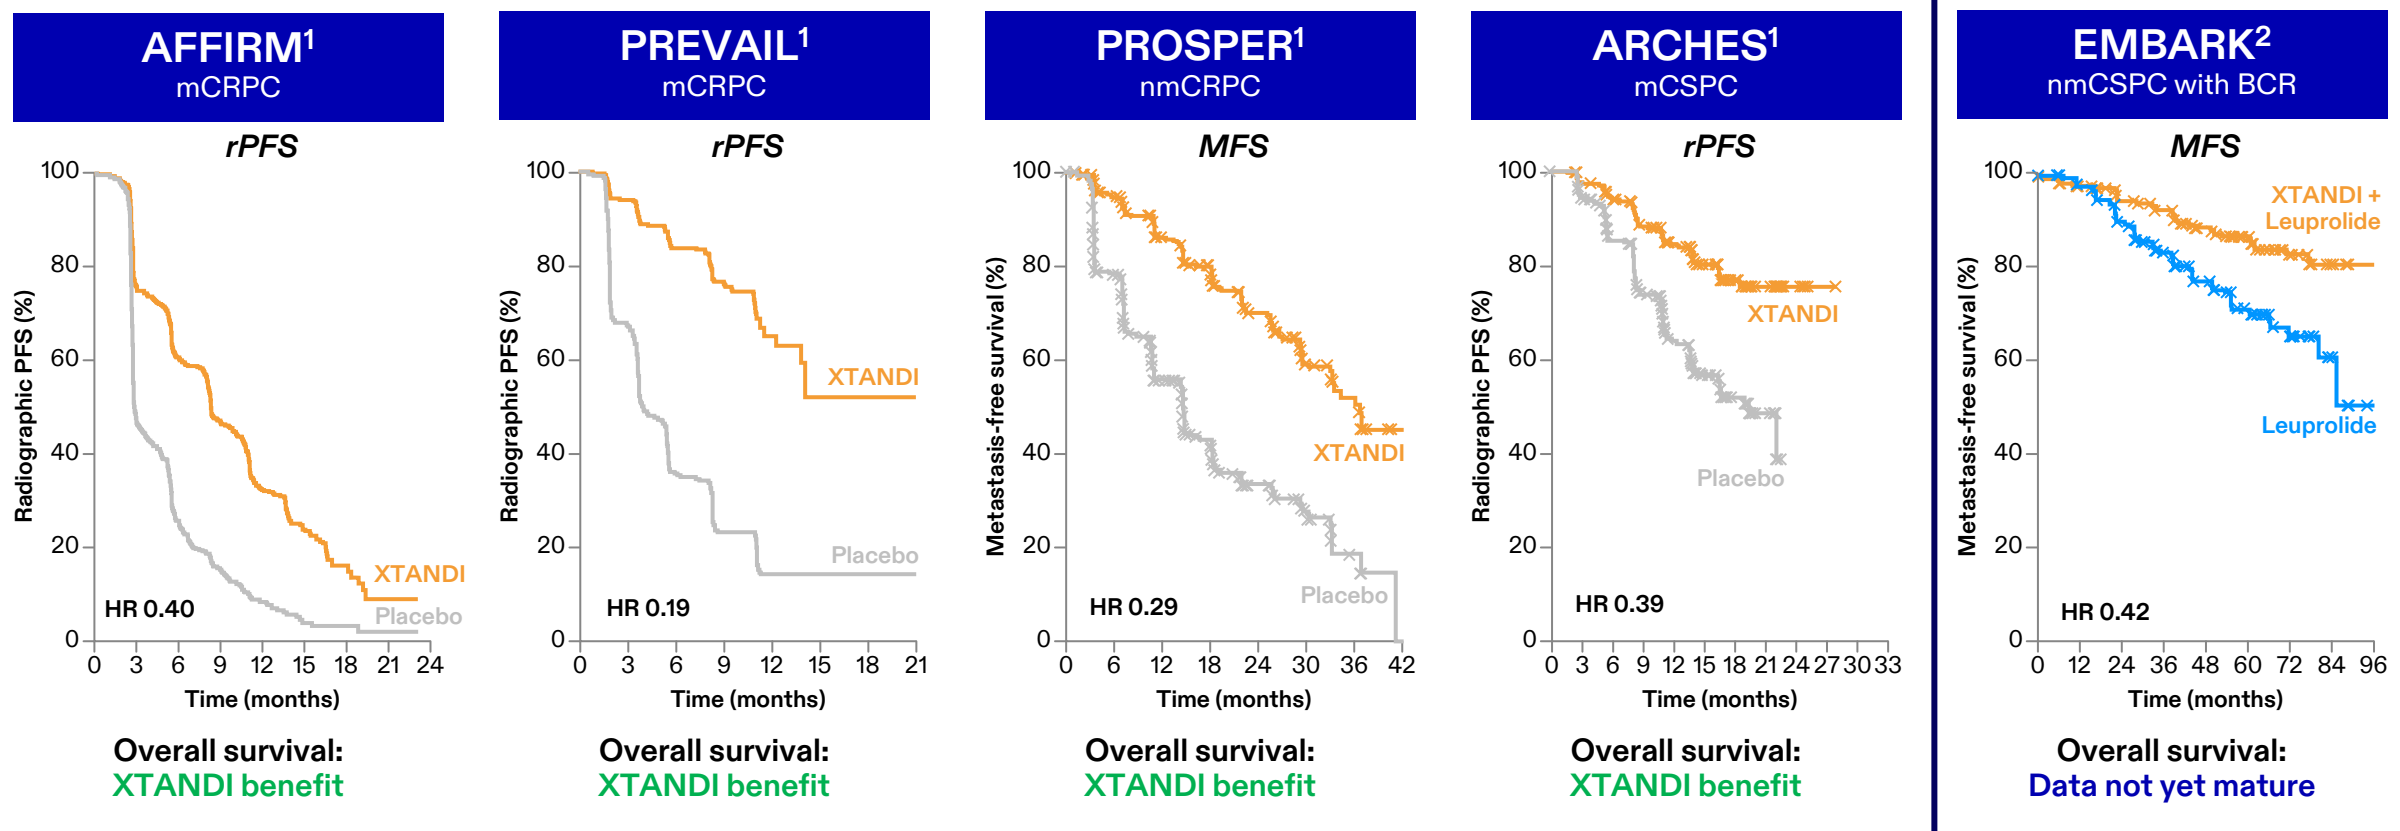 AFFIRM¹
mCRPC
rPFS
Radiographic PFS (%)
100
80
60
40
20
0
XTANDI
Placebo
HR 0.40
0 3 6 9 12 15 18 21 24
Time (months)
Overall survival:
XTANDI benefit
PREVAIL¹
mCRPC
rPFS
Radiographic PFS (%)
100
80
60
40
20
0
XTANDI
Placebo
HR 0.19
0 3 6 9 12 15 18 21
Time (months)
Overall survival:
XTANDI benefit
PROSPER¹
nmCRPC
MFS
Metastasis-free survival (%)
100
80
60
40
20
0
XTANDI
Placebo
HR 0.29
0 6 12 18 24 30 36 42
Time (months)
Overall survival:
XTANDI benefit
ARCHES¹
mCSPC
rPFS
Radiographic PFS (%)
100
80
60
40
20
0
XTANDI
Placebo
HR 0.39
0 3 6 9 12 15 18 21 24 27 30 33
Time (months)
Overall survival:
XTANDI benefit
EMBARK²
nmCSPC with BCR
MFS
Metastasis-free survival (%)
100
80
60
40
20
0
XTANDI +
Leuprolide
Leuprolide
HR 0.42
0 12 24 36 48 60 72 84 96
Time (months)
Overall survival:
Data not yet mature